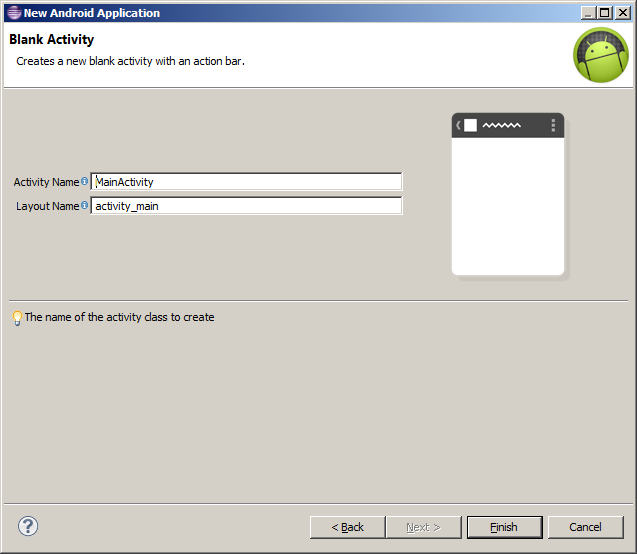 New Android Application
Blank Activity
Creates a new blank activity with an action bar.
Activity Name MainActivity
Layout Name activity_main
The name of the activity class to create
< Back Next > Finish Cancel